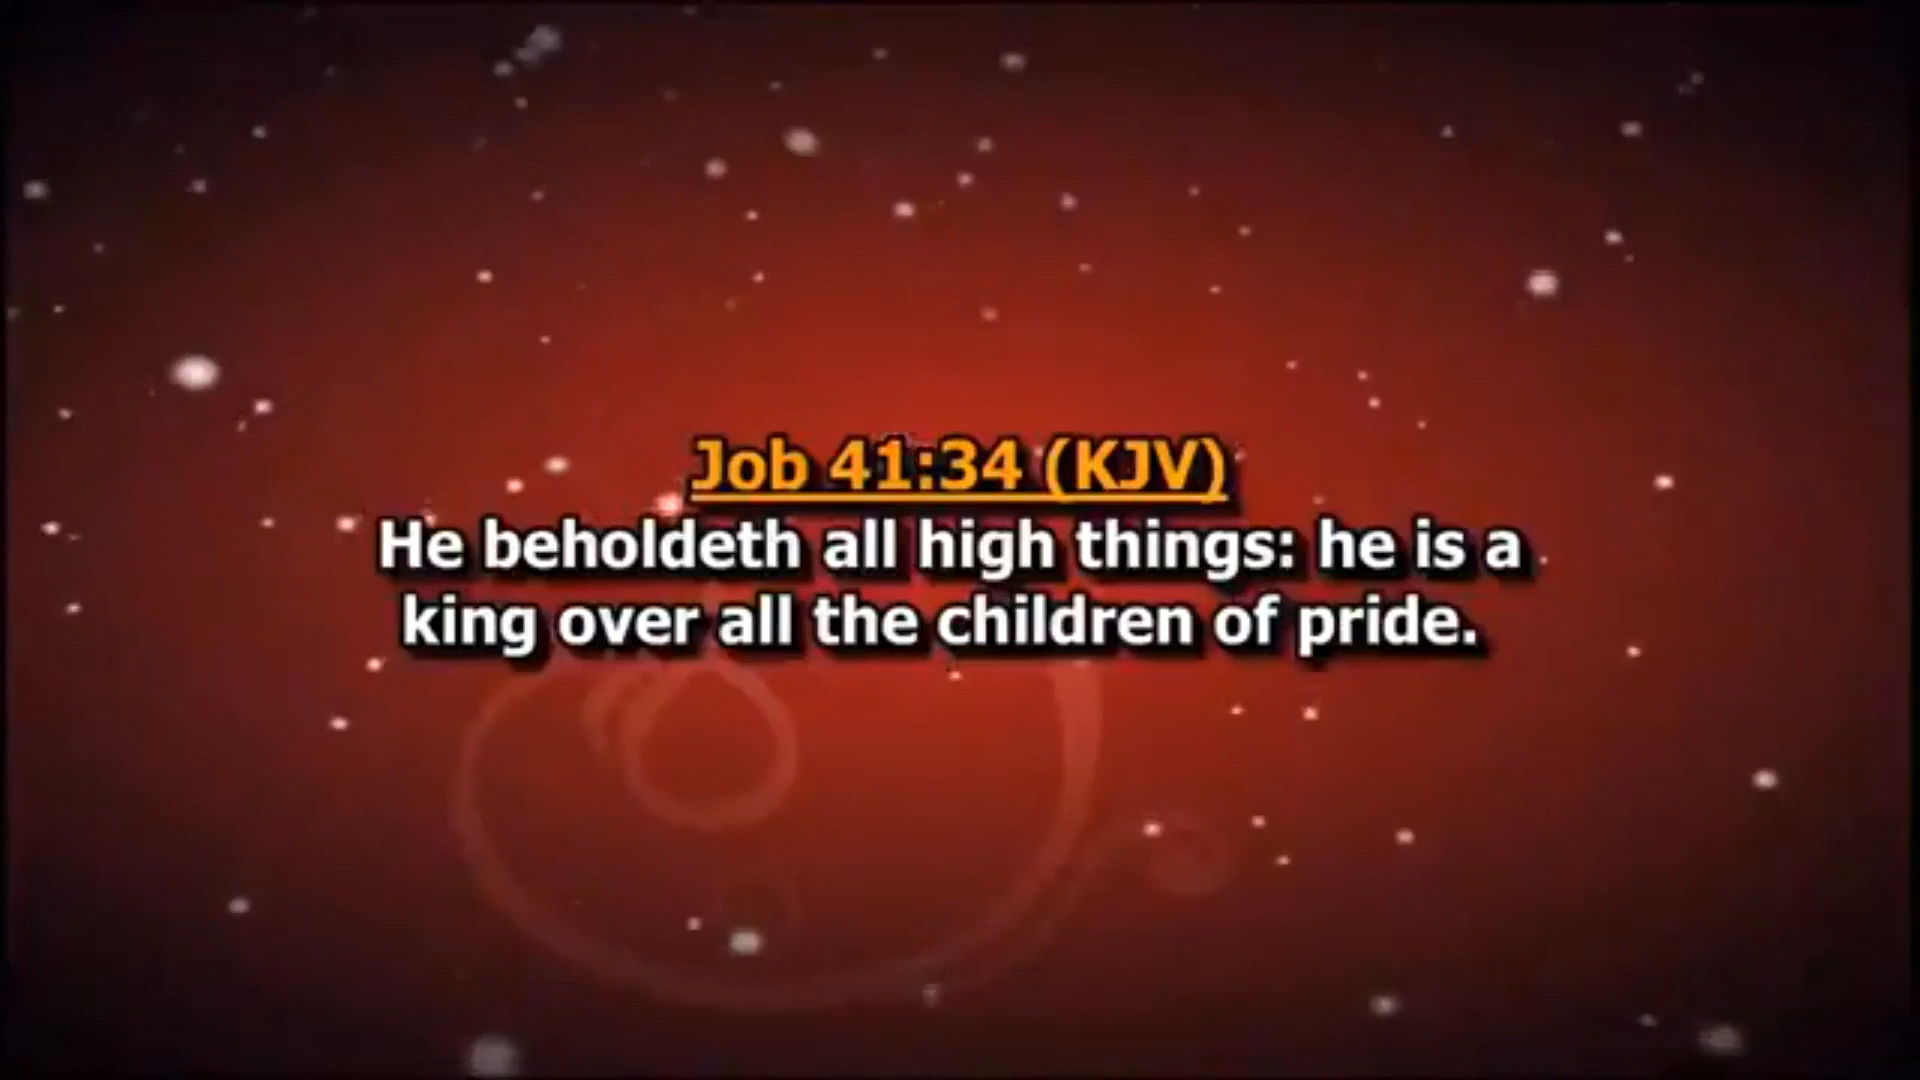 Job 41:34 (KJV)
He beholdeth all high things: he is a
king over all the children of pride.